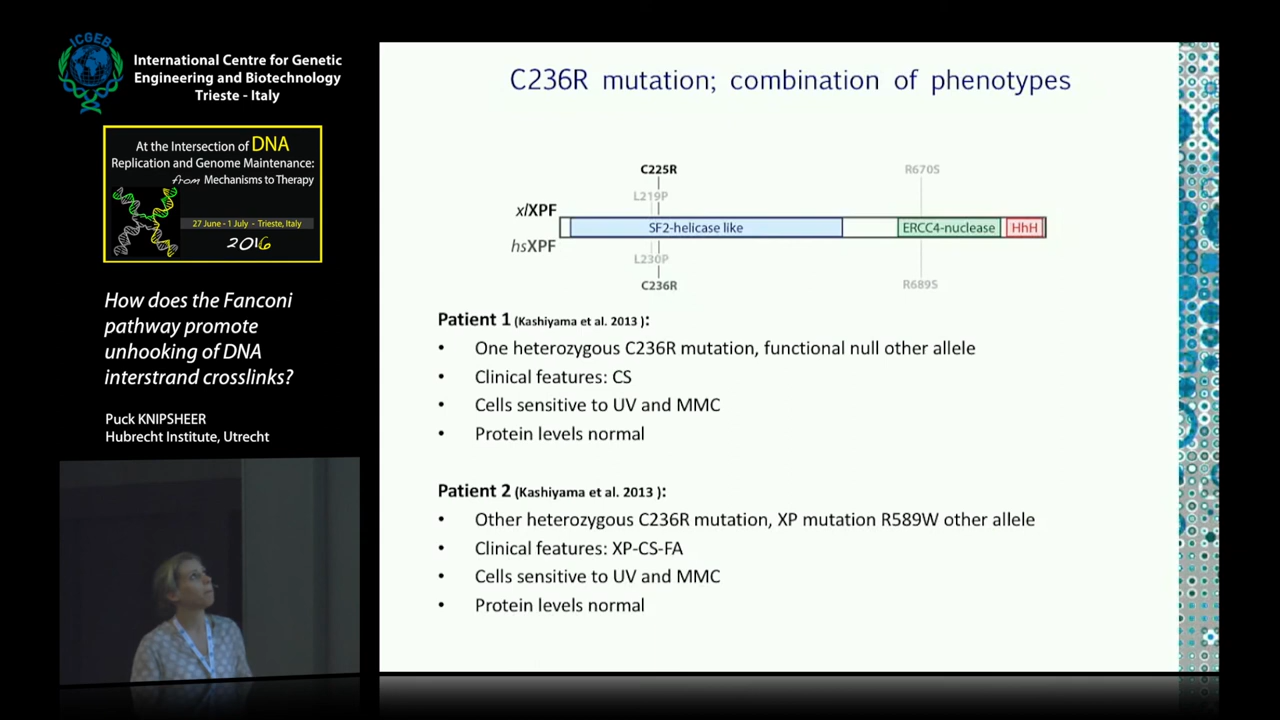 ICGEB
International Centre for Genetic
Engineering and Biotechnology
Trieste - Italy
At the Intersection of DNA
Replication and Genome Maintenance:
from Mechanisms to Therapy
27 June - 1 July - Trieste, Italy
2016
How does the Fanconi
pathway promote
unhooking of DNA
interstrand crosslinks?
Puck KNIPSHEER
Hubrecht Institute, Utrecht
C236R mutation; combination of phenotypes
C225R
R670S
L219P
xlXPF
SF2-helicase like
ERCC4-nuclease
HhH
hsXPF
L230P
C236R
R689S
Patient 1 (Kashiyama et al. 2013 ):
• One heterozygous C236R mutation, functional null other allele
• Clinical features: CS
• Cells sensitive to UV and MMC
• Protein levels normal
Patient 2 (Kashiyama et al. 2013 ):
• Other heterozygous C236R mutation, XP mutation R589W other allele
• Clinical features: XP-CS-FA
• Cells sensitive to UV and MMC
• Protein levels normal